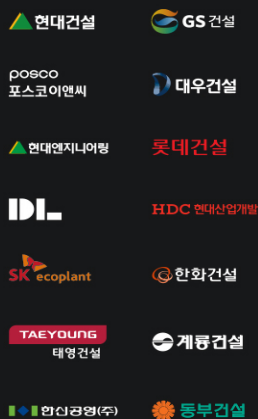 현대건설
GS 건설
posco
포스코이앤씨
대우건설
현대엔지니어링
롯데건설
DL
HDC 현대산업개발
SK ecoplant
한화건설
TAEYOUNG
태영건설
계룡건설
한신공영(주)
동부건설